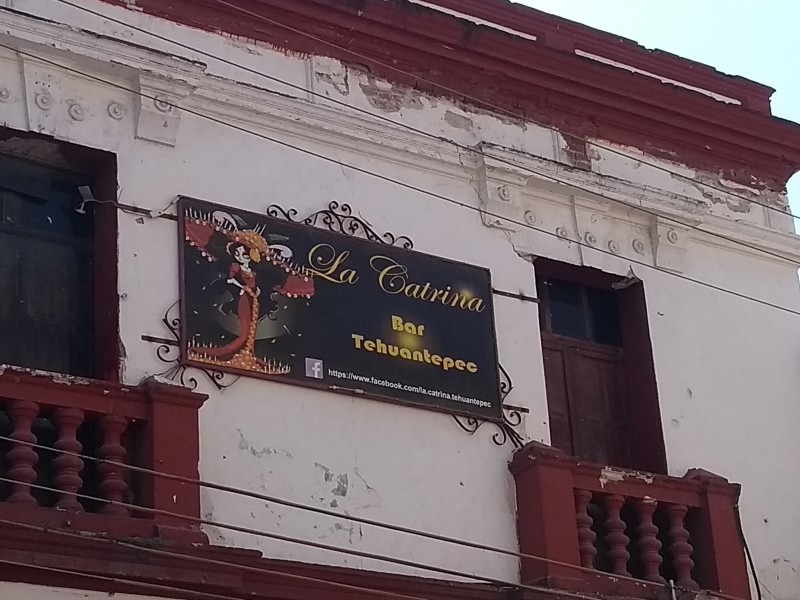 La Catrina
Bar
Tehuantepec
f https://www.facebook.com/la.catrina.tehuantepec